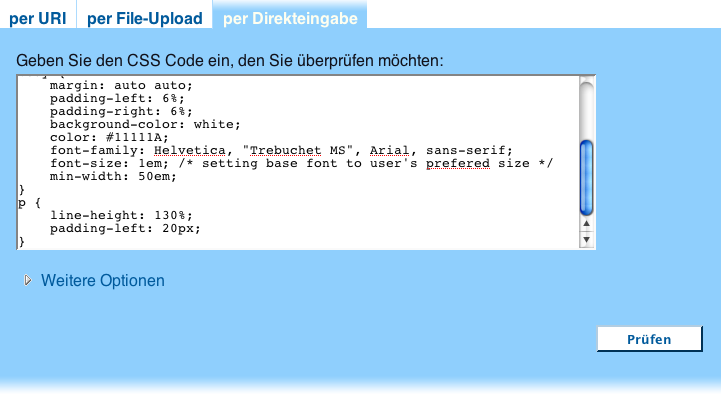 per URI per File-Upload per Direkteingabe
Geben Sie den CSS Code ein, den Sie überprüfen möchten:
margin: auto auto;
padding-left: 6%;
padding-right: 6%;
background-color: white;
color: #11111A;
font-family: Helvetica, "Trebuchet MS", Arial, sans-serif;
font-size: 1em; /* setting base font to user's prefered size */
min-width: 50em;
}
p {
line-height: 130%;
padding-left: 20px;
}
Weitere Optionen
Prüfen